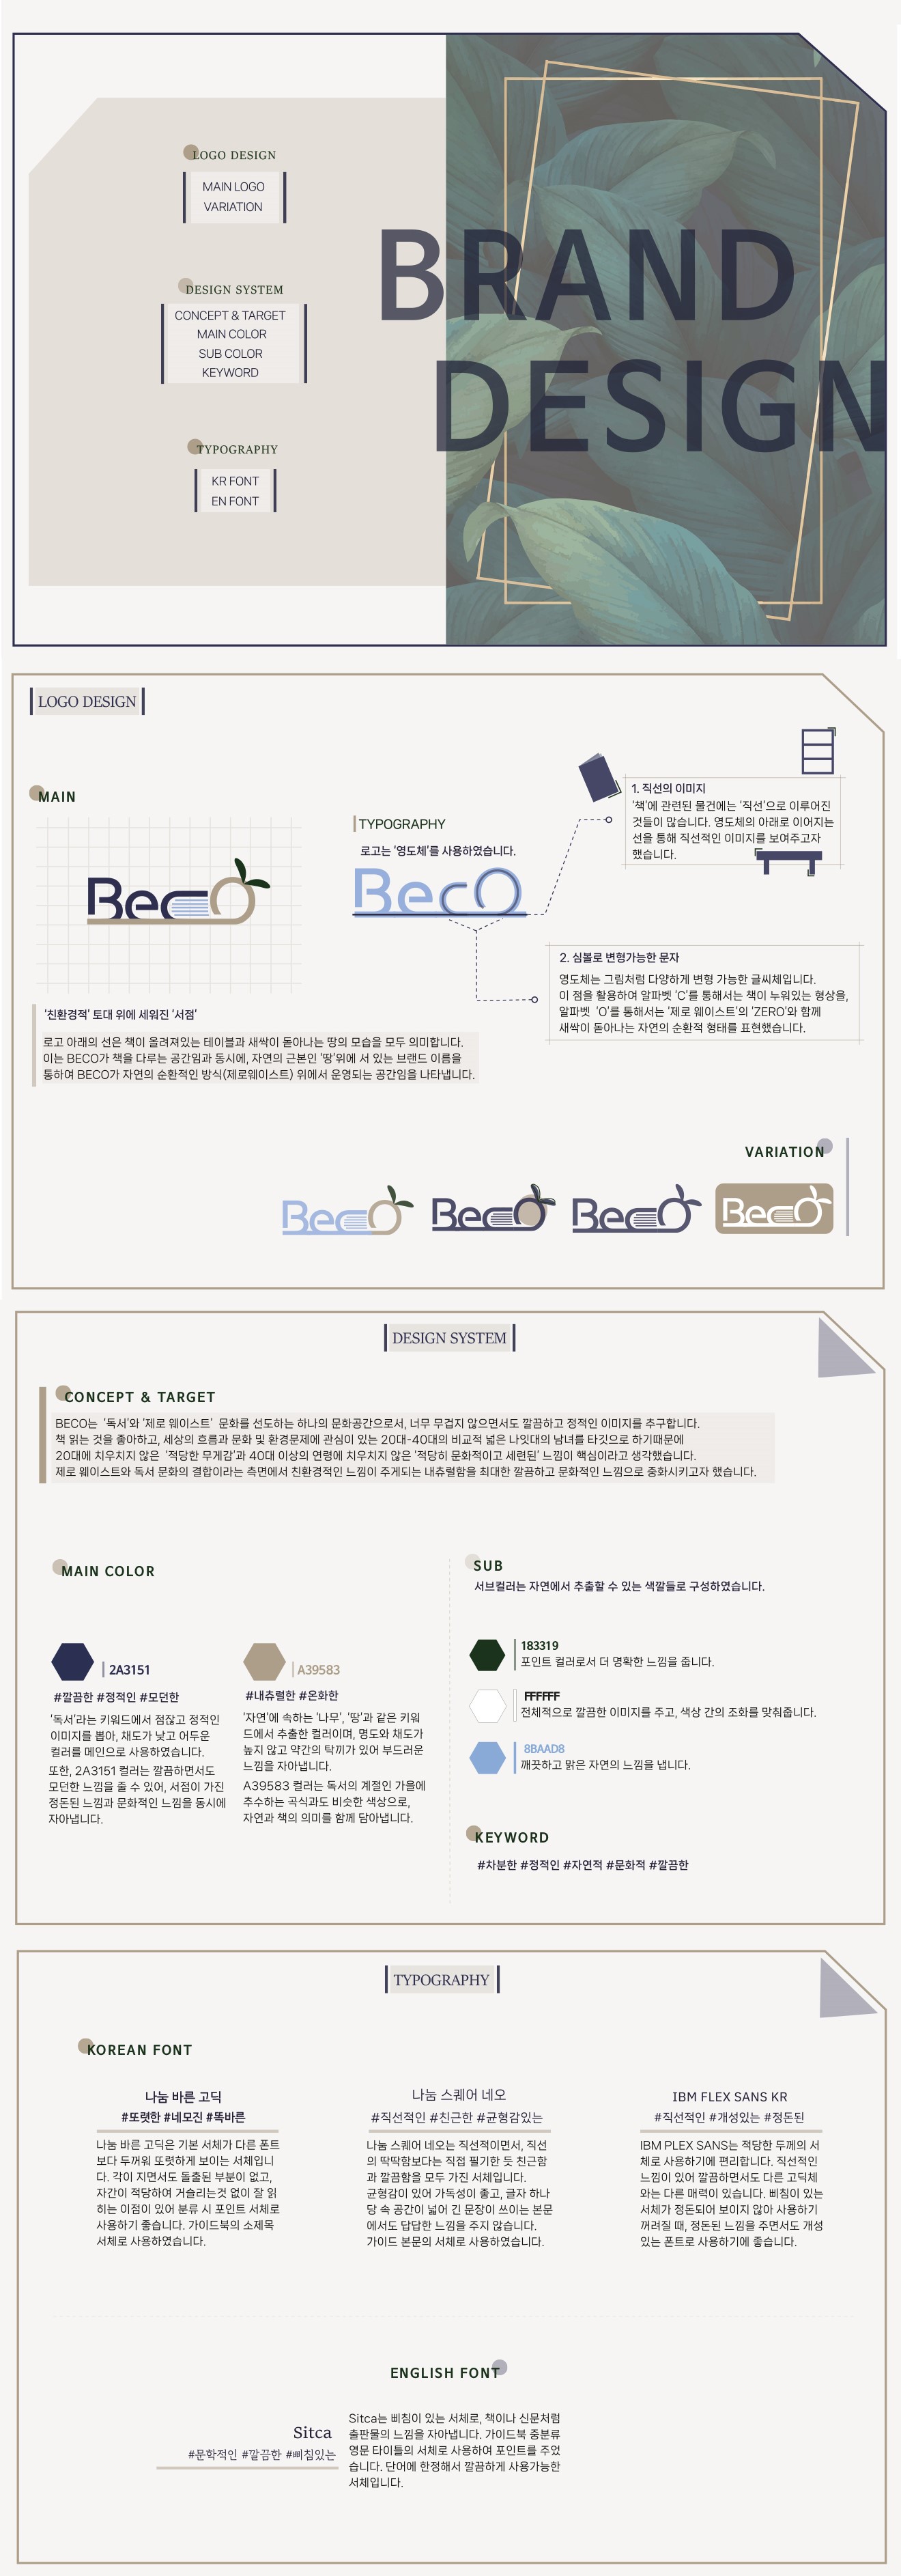 LOGO DESIGN
MAIN LOGO
VARIATION
DESIGN SYSTEM
CONCEPT & TARGET
MAIN COLOR
SUB COLOR
KEYWORD
TYPOGRAPHY
KR FONT
EN FONT
BRAND
DESIGN
LOGO DESIGN
MAIN
Beco
'친환경적' 토대 위에 세워진 '서점'
로고 아래의 선은 책이 올려져있는 테이블과 새싹이 돋아나는 땅의 모습을 모두 의미합니다.
이는 BECO가 책을 다루는 공간임과 동시에, 자연의 근본인 '땅'위에 서 있는 브랜드 이름을
통하여 BECO가 자연의 순환적인 방식(제로웨이스트) 위에서 운영되는 공간임을 나타냅니다.
TYPOGRAPHY
로고는 '영도체'를 사용하였습니다.
Beco
1. 직선의 이미지
'책'에 관련된 물건에는 '직선'으로 이루어진
것들이 많습니다. 영도체의 아래로 이어지는
선을 통해 직선적인 이미지를 보여주고자
했습니다.
2. 심볼로 변형가능한 문자
영도체는 그림처럼 다양하게 변형 가능한 글씨체입니다.
이 점을 활용하여 알파벳 'C'를 통해서는 책이 누워있는 형상을,
알파벳 'O'를 통해서는 '제로 웨이스트'의 'ZERO'와 함께
새싹이 돋아나는 자연의 순환적 형태를 표현했습니다.
VARIATION
Beco
Beco
Beco
Beco
DESIGN SYSTEM
CONCEPT & TARGET
BECO는 '독서'와 '제로 웨이스트' 문화를 선도하는 하나의 문화공간으로서, 너무 무겁지 않으면서도 깔끔하고 정적인 이미지를 추구합니다.
책 읽는 것을 좋아하고, 세상의 흐름과 문화 및 환경문제에 관심이 있는 20대-40대의 비교적 넓은 나잇대의 남녀를 타깃으로 하기때문에
20대에 치우치지 않은 '적당한 무게감'과 40대 이상의 연령에 치우치지 않은 '적당히 문화적이고 세련된' 느낌이 핵심이라고 생각했습니다.
제로 웨이스트와 독서 문화의 결합이라는 측면에서 친환경적인 느낌이 주게되는 내츄럴함을 최대한 깔끔하고 문화적인 느낌으로 중화시키고자 했습니다.
MAIN COLOR
2A3151
#깔끔한 #정적인 #모던한
'독서'라는 키워드에서 점잖고 정적인
이미지를 뽑아, 채도가 낮고 어두운
컬러를 메인으로 사용하였습니다.
또한, 2A3151 컬러는 깔끔하면서도
모던한 느낌을 줄 수 있어, 서점이 가진
정돈된 느낌과 문화적인 느낌을 동시에
자아냅니다.
A39583
#내츄럴한 #온화한
'자연'에 속하는 '나무', '땅'과 같은 키워
드에서 추출한 컬러이며, 명도와 채도가
높지 않고 약간의 탁끼가 있어 부드러운
느낌을 자아냅니다.
A39583 컬러는 독서의 계절인 가을에
추수하는 곡식과도 비슷한 색상으로,
자연과 책의 의미를 함께 담아냅니다.
SUB
서브컬러는 자연에서 추출할 수 있는 색깔들로 구성하였습니다.
183319
포인트 컬러로서 더 명확한 느낌을 줍니다.
FFFFFF
전체적으로 깔끔한 이미지를 주고, 색상 간의 조화를 맞춰줍니다.
8BAAD8
깨끗하고 맑은 자연의 느낌을 냅니다.
KEYWORD
#차분한 #정적인 #자연적 #문화적 #깔끔한
TYPOGRAPHY
KOREAN FONT
나눔 바른 고딕
#또렷한 #네모진 #똑바른
나눔 바른 고딕은 기본 서체가 다른 폰트
보다 두꺼워 또렷하게 보이는 서체입니
다. 각이 지면서도 돌출된 부분이 없고,
자간이 적당하여 거슬리는것 없이 잘 읽
히는 이점이 있어 분류 시 포인트 서체로
사용하기 좋습니다. 가이드북의 소제목
서체로 사용하였습니다.
나눔 스퀘어 네오
#직선적인 #친근한 #균형감있는
나눔 스퀘어 네오는 직선적이면서, 직선
의 딱딱함보다는 직접 필기한 듯 친근함
과 깔끔함을 모두 가진 서체입니다.
균형감이 있어 가독성이 좋고, 글자 하나
당 속 공간이 넓어 긴 문장이 쓰이는 본문
에서도 답답한 느낌을 주지 않습니다.
가이드 본문의 서체로 사용하였습니다.
IBM FLEX SANS KR
#직선적인 #개성있는 #정돈된
IBM PLEX SANS는 적당한 두께의 서
체로 사용하기에 편리합니다. 직선적인
느낌이 있어 깔끔하면서도 다른 고딕체
와는 다른 매력이 있습니다. 삐침이 있는
서체가 정돈되어 보이지 않아 사용하기
꺼려질 때, 정돈된 느낌을 주면서도 개성
있는 폰트로 사용하기에 좋습니다.
ENGLISH FONT
Sitca
#문학적인 #깔끔한 #삐침있는
Sitca는 삐침이 있는 서체로, 책이나 신문처럼
출판물의 느낌을 자아냅니다. 가이드북 중분류
영문 타이틀의 서체로 사용하여 포인트를 주었
습니다. 단어에 한정해서 깔끔하게 사용가능한
서체입니다.